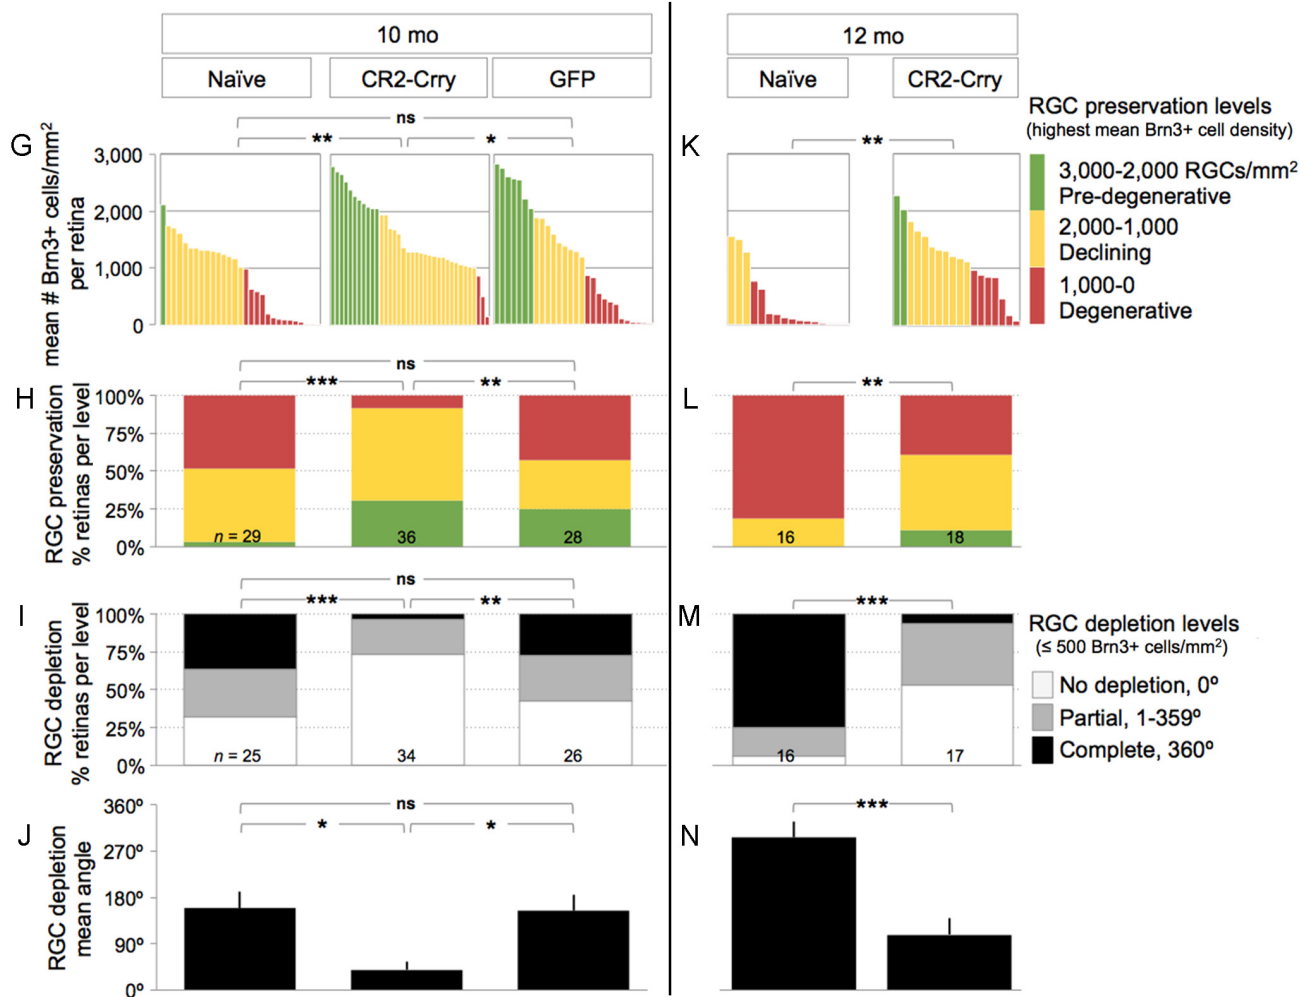 10 mo
12 mo
Naïve
CR2-Crry
GFP
Naïve
CR2-Crry
RGC preservation levels
(highest mean Brn3+ cell density)
3,000-2,000 RGCs/mm²
Pre-degenerative
2,000-1,000
Declining
1,000-0
Degenerative
G
mean # Brn3+ cells/mm²
per retina
3,000
2,000
1,000
0
ns
**
*
K
**
H
RGC preservation
% retinas per level
100%
75%
50%
25%
0%
ns
***
**
n = 29
36
28
L
**
16
18
I
RGC depletion
% retinas per level
100%
75%
50%
25%
0%
ns
***
**
n = 25
34
26
M
***
16
17
RGC depletion levels
(≤ 500 Brn3+ cells/mm²)
No depletion, 0º
Partial, 1-359º
Complete, 360º
J
RGC depletion
mean angle
360º
270º
180º
90º
0º
ns
*
*
N
***